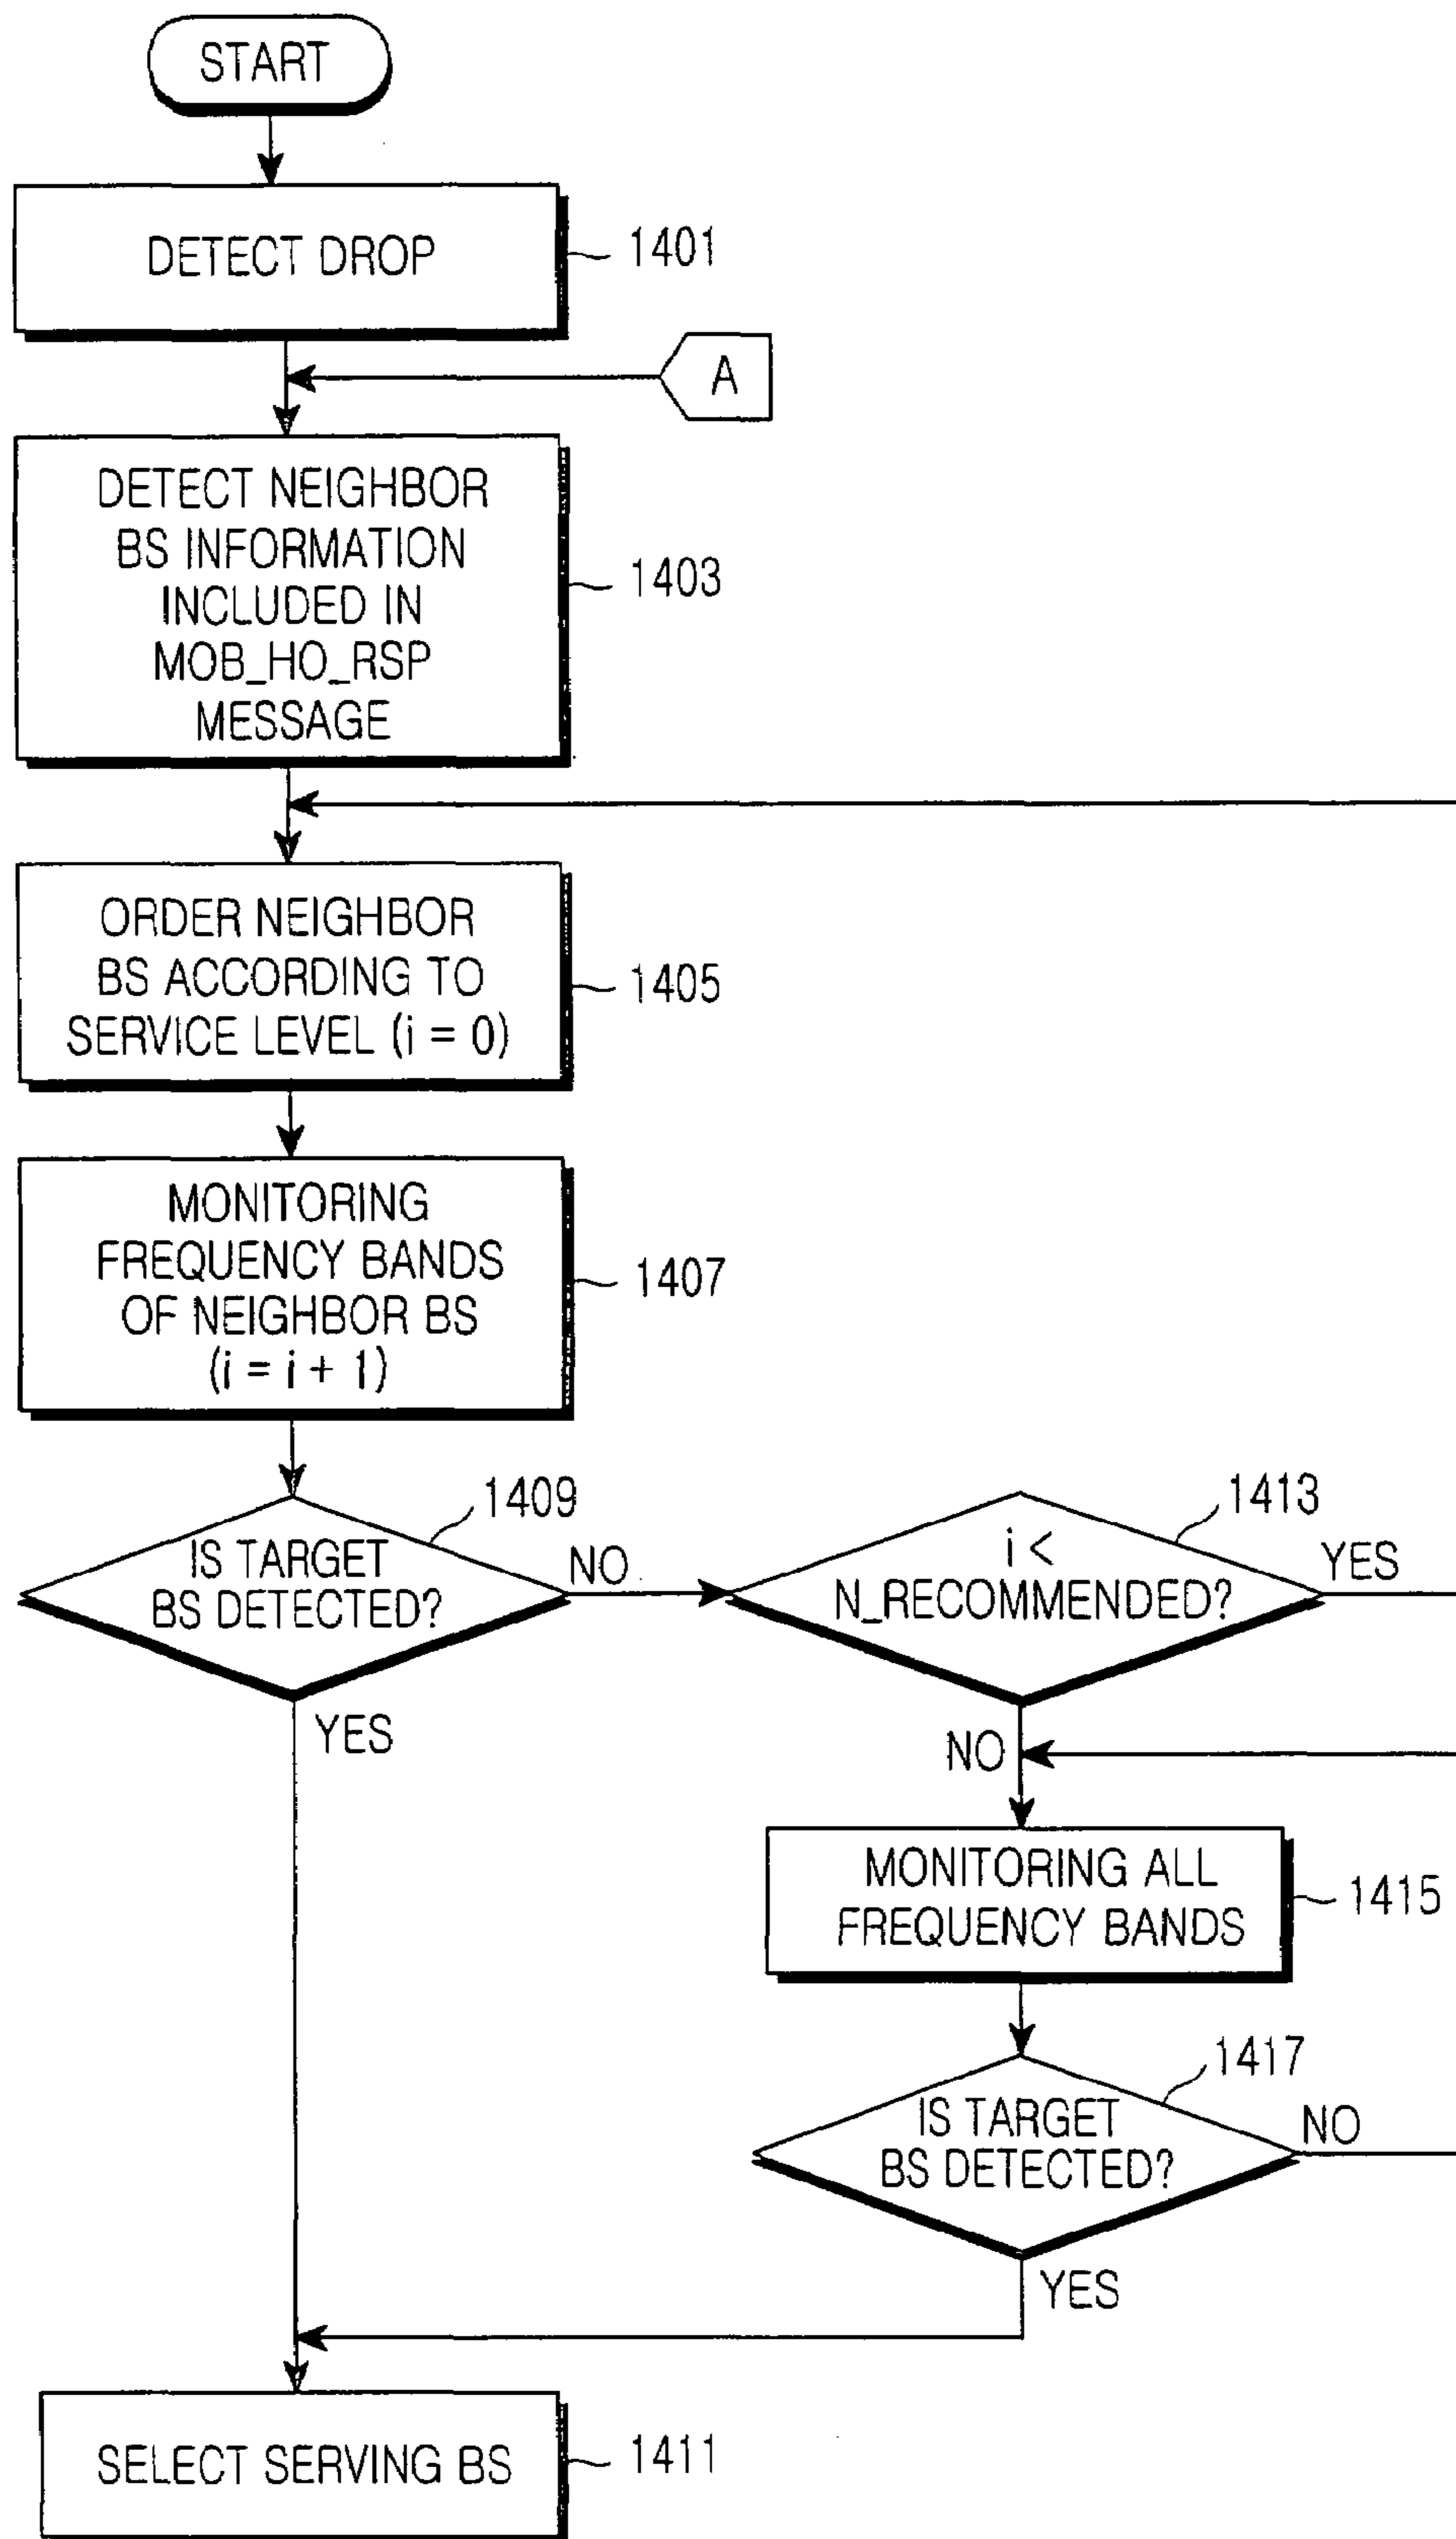 START
DETECT DROP
1401
A
DETECT NEIGHBOR
BS INFORMATION
INCLUDED IN
MOB_HO_RSP
MESSAGE
1403
ORDER NEIGHBOR
BS ACCORDING TO
SERVICE LEVEL (i = 0)
1405
MONITORING
FREQUENCY BANDS
OF NEIGHBOR BS
(i = i + 1)
1407
1409
IS TARGET
BS DETECTED?
NO
YES
1413
i <
N_RECOMMENDED?
YES
NO
MONITORING ALL
FREQUENCY BANDS
1415
1417
IS TARGET
BS DETECTED?
NO
YES
SELECT SERVING BS
1411